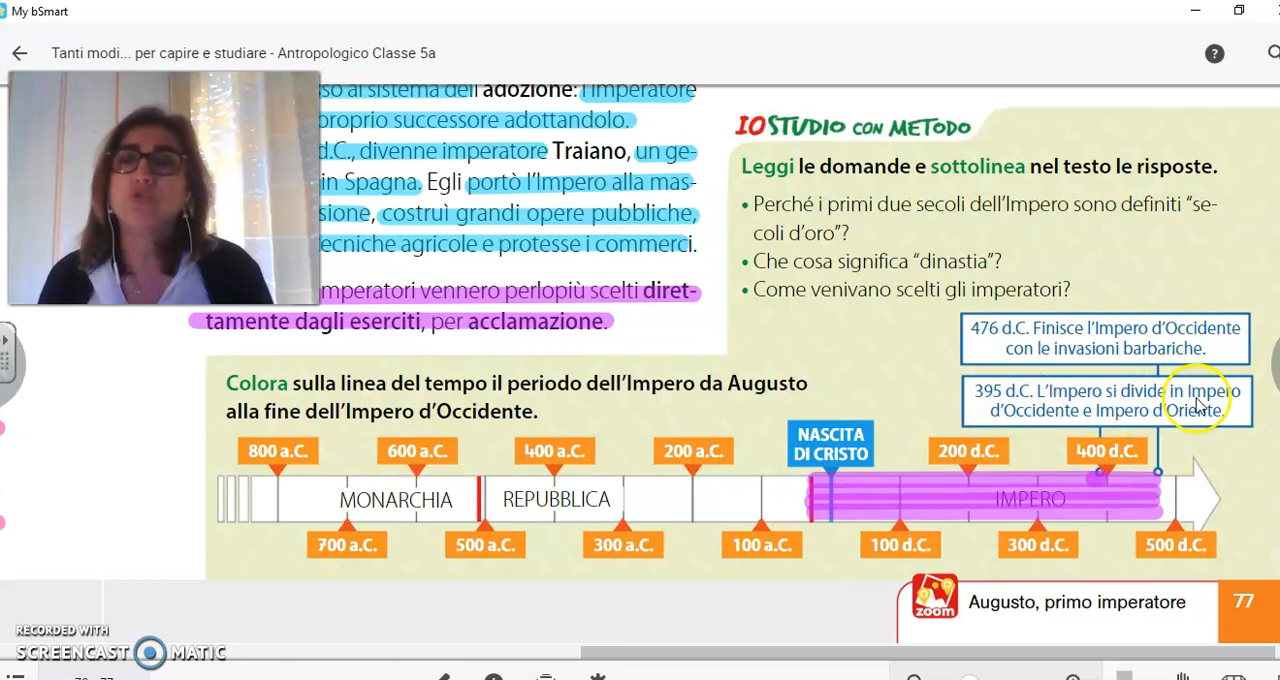 My bSmart
Tanti modi... per capire e studiare - Antropologico Classe 5a
so al sistema dell'adozione: l'imperatore
proprio successore adottandolo.
d.C., divenne imperatore Traiano, un ge-
in Spagna. Egli portò l'Impero alla mas-
sione, costruì grandi opere pubbliche,
ecniche agricole e protesse i commerci.
mperatori vennero perlopiù scelti diret-
tamente dagli eserciti, per acclamazione.
IO STUDIO CON METODO
Leggi le domande e sottolinea nel testo le risposte.
• Perché i primi due secoli dell'Impero sono definiti "se-
coli d'oro"?
• Che cosa significa "dinastia"?
• Come venivano scelti gli imperatori?
476 d.C. Finisce l'Impero d'Occidente
con le invasioni barbariche.
395 d.C. L'Impero si divide in Impero
d'Occidente e Impero d'Oriente.
Colora sulla linea del tempo il periodo dell'Impero da Augusto
alla fine dell'Impero d'Occidente.
NASCITA
DI CRISTO
800 a.C. 600 a.C. 400 a.C. 200 a.C. 200 d.C. 400 d.C.
MONARCHIA REPUBBLICA IMPERO
700 a.C. 500 a.C. 300 a.C. 100 a.C. 100 d.C. 300 d.C. 500 d.C.
zoom
Augusto, primo imperatore
77
RECORDED WITH
SCREENCAST MATIC